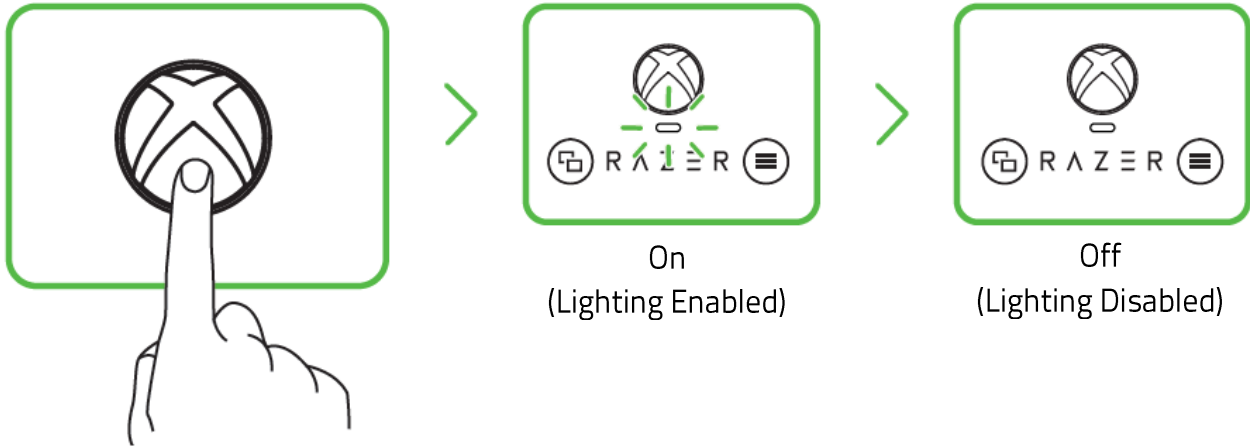 RAZER
On
(Lighting Enabled)
RAZER
Off
(Lighting Disabled)